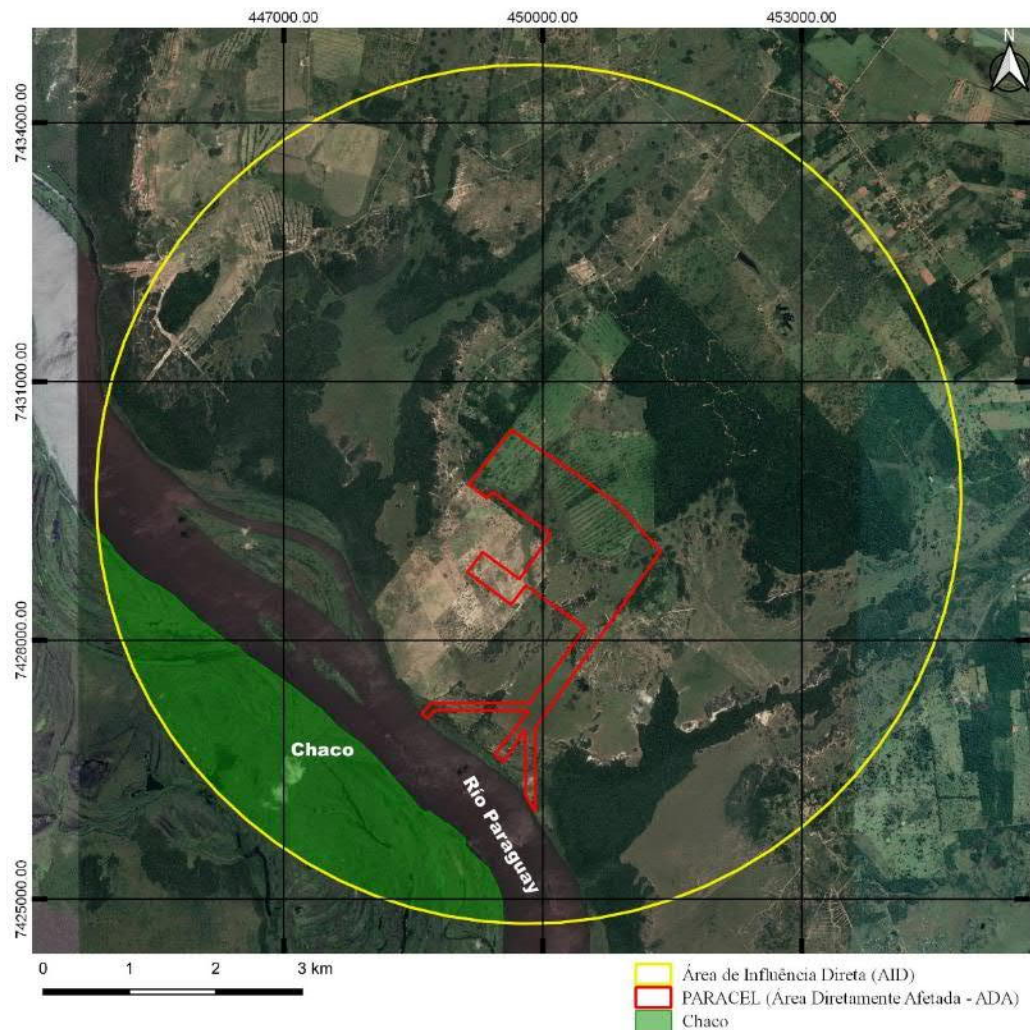 447000.00 450000.00 453000.00
N
7434000.00
7431000.00
7428000.00
7425000.00
Chaco
Río Paraguay
0 1 2 3 km
Área de Influência Direta (AID)
PARACEL (Área Diretamente Afetada - ADA)
Chaco